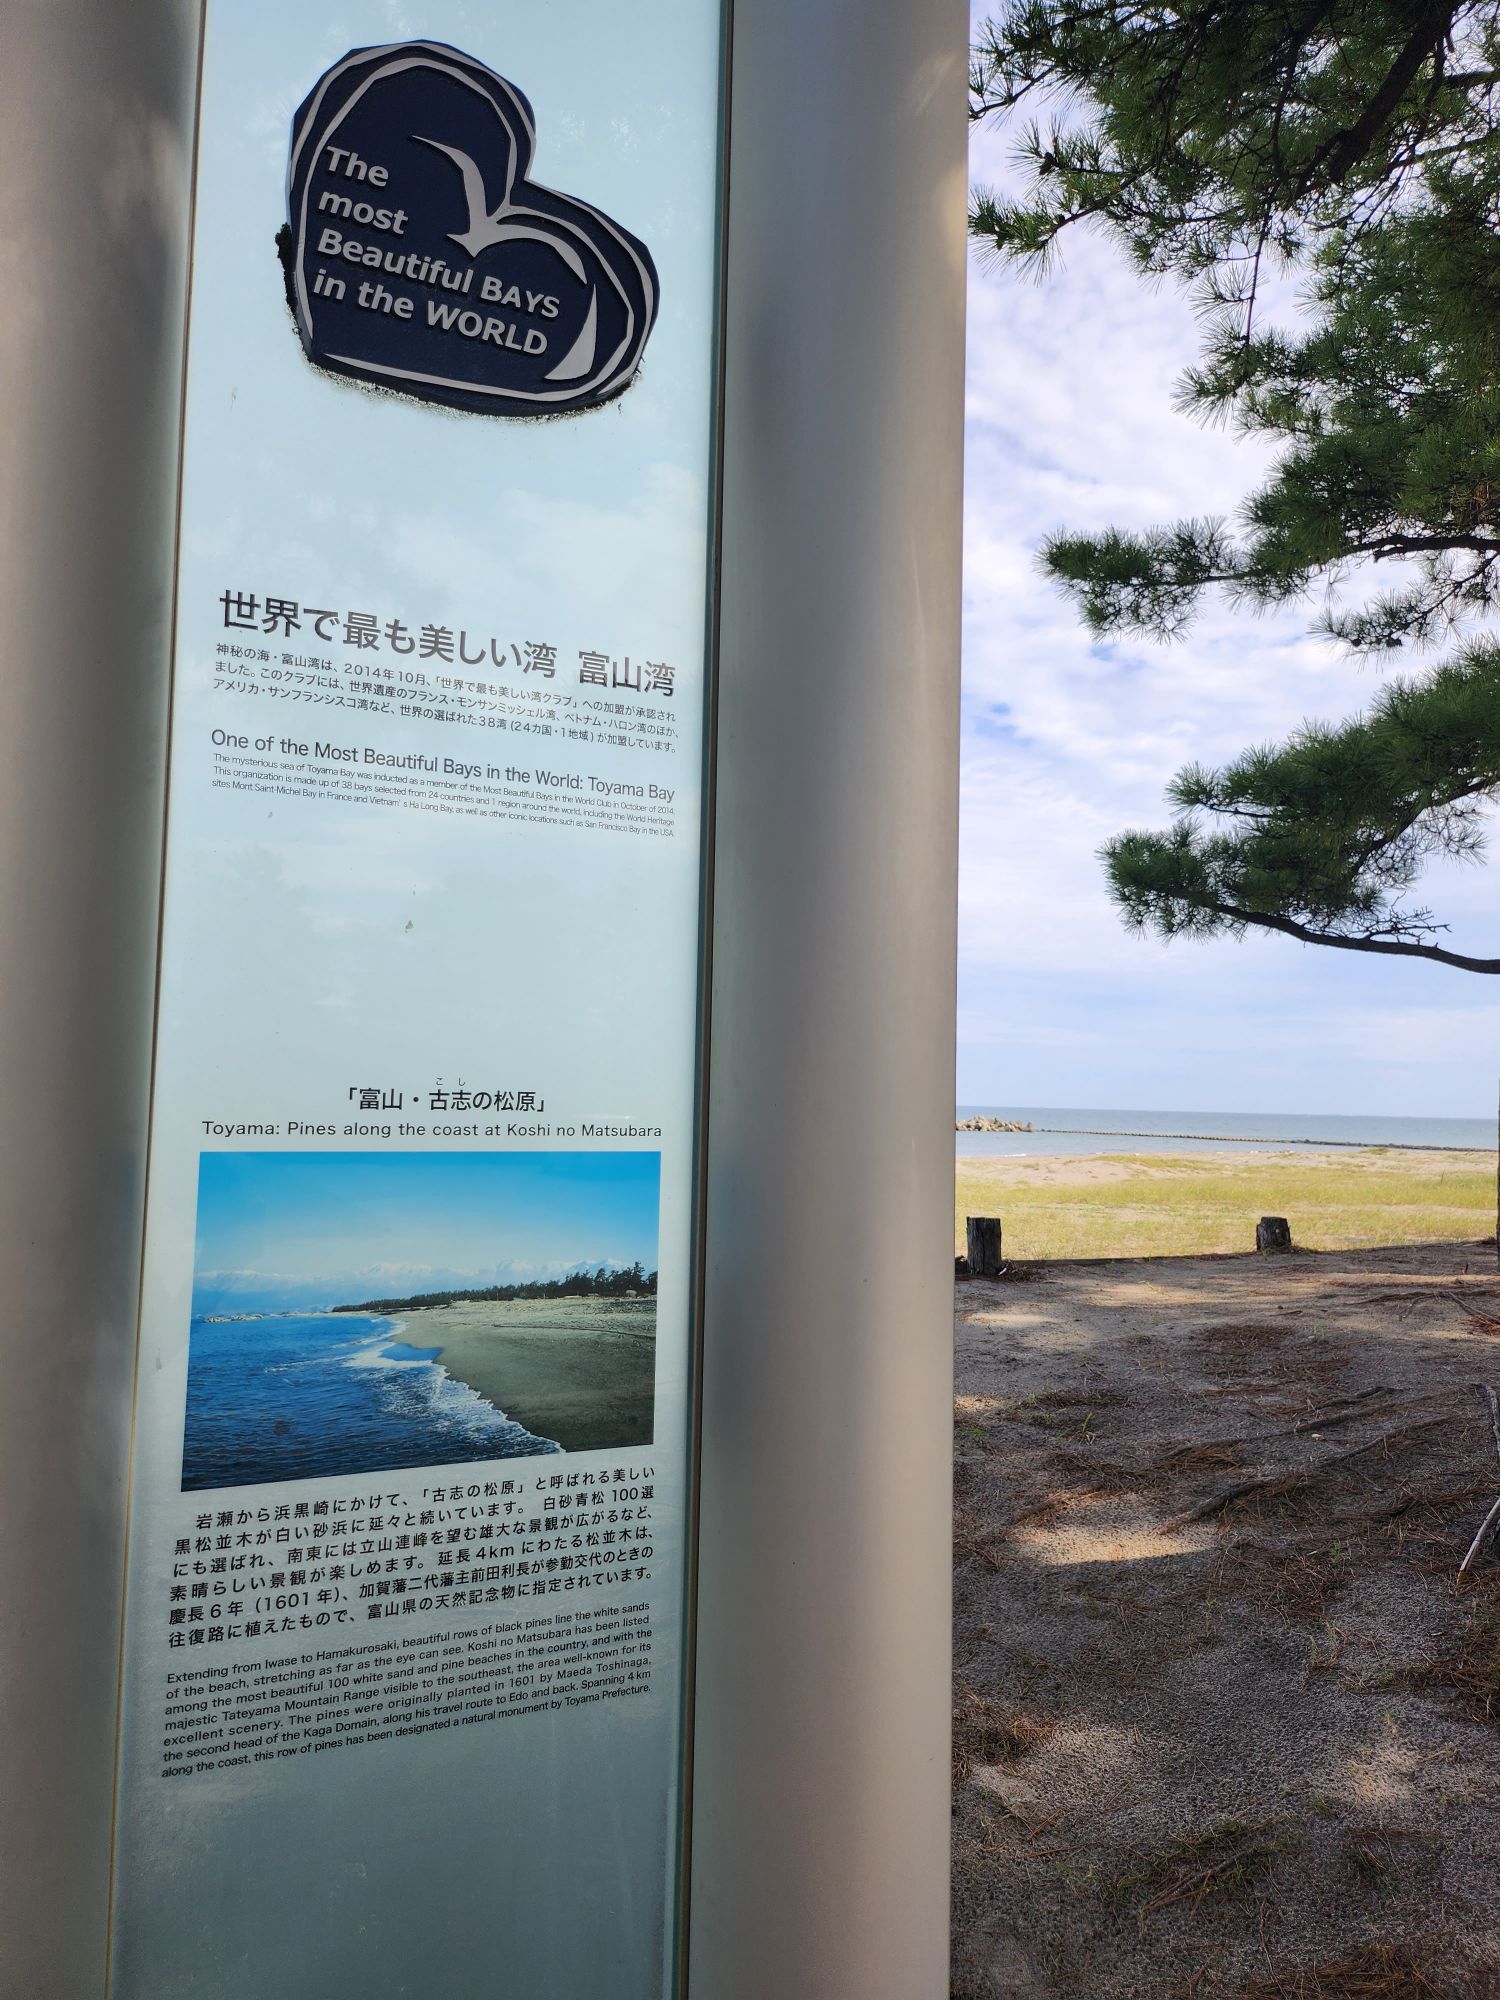 The
most
Beautiful BAYS
in the WORLD
世界で最も美しい湾 富山湾
神秘の海・富山湾は、2014年10月、「世界で最も美しい湾クラブ」への加盟が承認され
ました。このクラブには、世界遺産のフランス・モンサンミッシェル湾、ベトナム・ハロン湾のほか、
アメリカ・サンフランシスコ湾など、世界の選ばれた38湾(24カ国・1地域)が加盟しています。
One of the Most Beautiful Bays in the World: Toyama Bay
The mysterious sea of Toyama Bay was inducted as a member of the Most Beautiful Bays in the World Club in October of 2014.
This organization is made up of 38 bays selected from 24 countries and 1 region around the world, including the World Heritage
sites Mont Saint-Michel Bay in France and Vietnam's Ha Long Bay, as well as other iconic locations such as San Francisco Bay in the USA.
こし
「富山・古志の松原」
Toyama: Pines along the coast at Koshi no Matsubara
岩瀬から浜黒崎にかけて、「古志の松原」と呼ばれる美しい
黒松並木が白い砂浜に延々と続いています。 白砂青松100選
にも選ばれ、南東には立山連峰を望む雄大な景観が広がるなど、
素晴らしい景観が楽しめます。延長4kmにわたる松並木は、
慶長6年(1601年)、加賀藩二代藩主前田利長が参勤交代のときの
往復路に植えたもので、富山県の天然記念物に指定されています。
Extending from Iwase to Hamakurosaki, beautiful rows of black pines line the white sands
of the beach, stretching as far as the eye can see. Koshi no Matsubara has been listed
among the most beautiful 100 white sand and pine beaches in the country, and with the
majestic Tateyama Mountain Range visible to the southeast, the area well-known for its
excellent scenery. The pines were originally planted in 1601 by Maeda Toshinaga,
the second head of the Kaga Domain, along his travel route to Edo and back. Spanning 4 km
along the coast, this row of pines has been designated a natural monument by Toyama Prefecture.